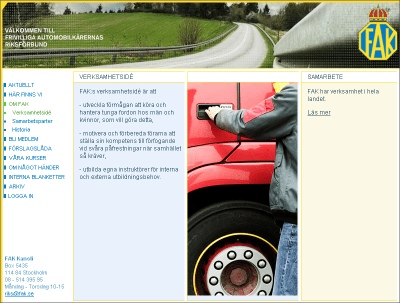 VÄLKOMMEN TILL
FRIVILLIGA AUTOMOBILKÅRERNAS
RIKSFÖRBUND
FAK
AKTUELLT
HÄR FINNS VI
OM FAK
Verksamhetsidé
Samarbetsparter
Historia
BLI MEDLEM
FÖRSLAGSLÅDA
VÅRA KURSER
OM NÅGOT HÄNDER
INTERNA BLANKETTER
ARKIV
LOGGA IN
FAK Kansli
Box 5435
114 84 Stockholm
08 - 514 395 95
Måndag - Torsdag 10-15
riks@fak.se
VERKSAMHETSIDÉ
FAK:s verksamhetsidé är att
- utveckla förmågan att köra och
hantera tunga fordon hos män och
kvinnor, som vill göra detta,
- motivera och förbereda förarna att
ställa sin kompetens till förfogande
vid svåra påfrestningar när samhället
så kräver,
- utbilda egna instruktörer för interna
och externa utbildningsbehov.
SAMARBETE
FAK har verksamhet i hela
landet.
Läs mer